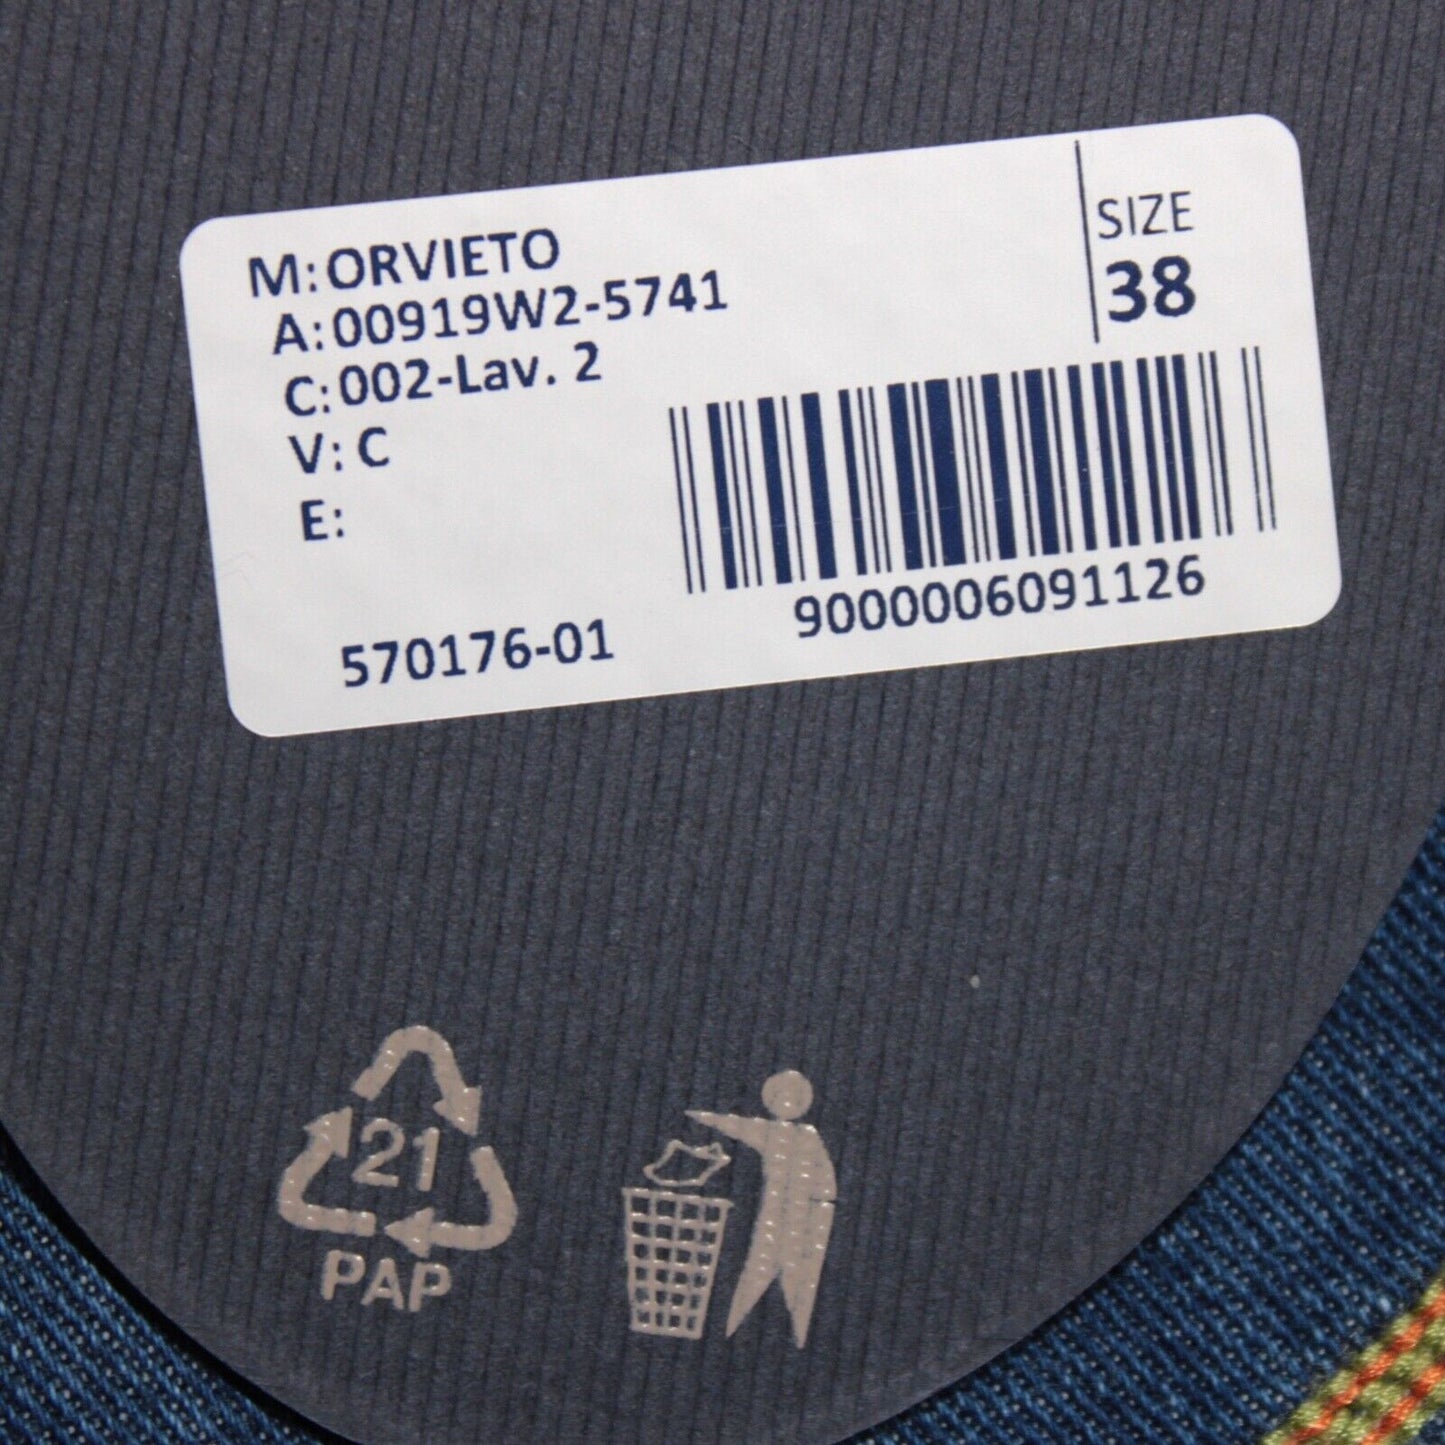 M: ORVIETO
A: 00919W2-5741
C: 002-Lav. 2
V: C
E:
SIZE
38
9000006091126
570176-01
21
PAP